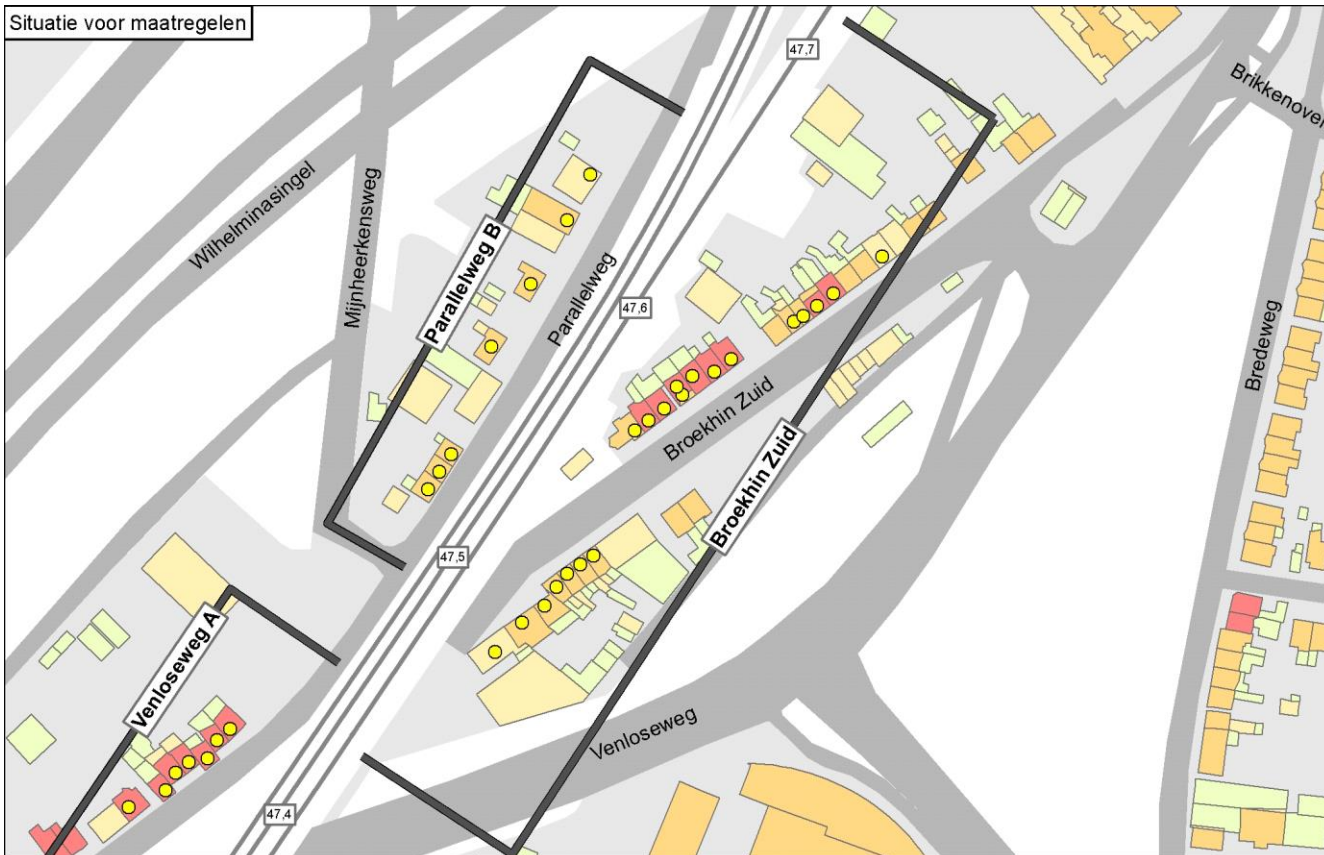 Situatie voor maatregelen
47,7
Brikkenoven
Wilhelminasingel
Mijnheerkensweg
Parallelweg B
Parallelweg
47,6
Bredeweg
Broekhin Zuid
Broekhin Zuid
47,5
Venloseweg A
Venloseweg
47,4